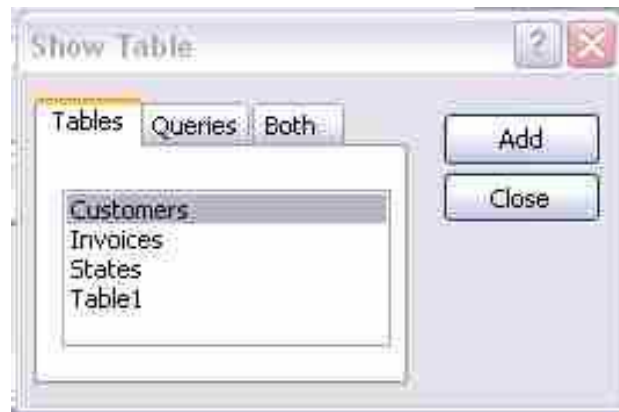 Show Table
Tables Queries Both
Add
Close
Customers
Invoices
States
Table1